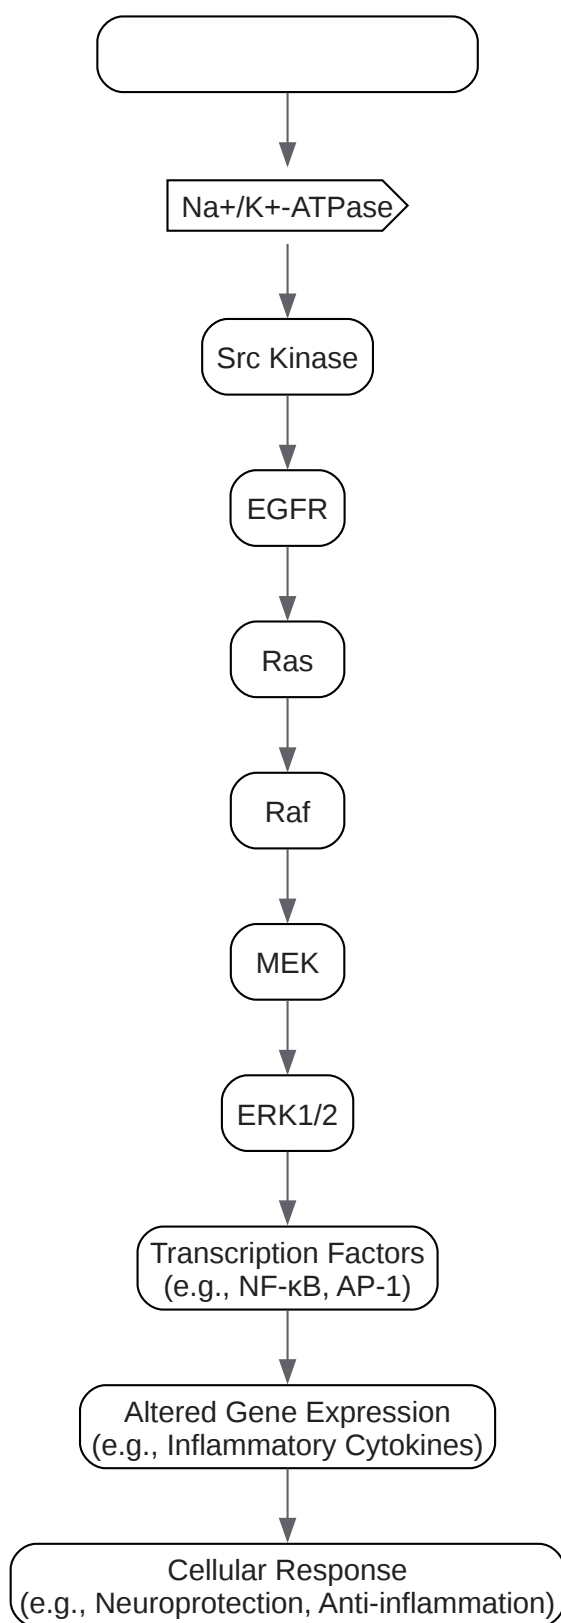 Na+/K+-ATPase
Src Kinase
EGFR
Ras
Raf
MEK
ERK1/2
Transcription Factors
(e.g., NF-κB, AP-1)
Altered Gene Expression
(e.g., Inflammatory Cytokines)
Cellular Response
(e.g., Neuroprotection, Anti-inflammation)